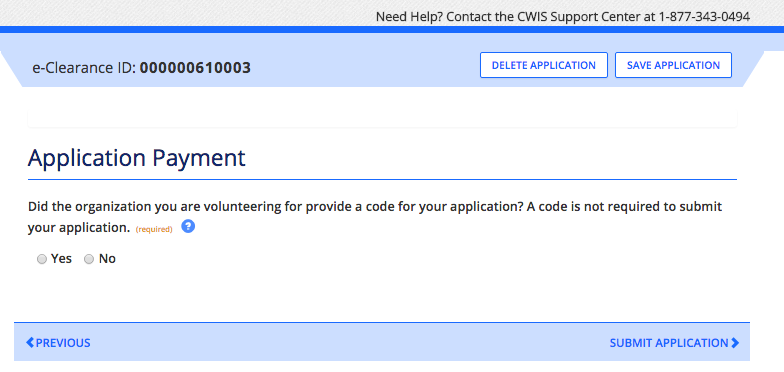 Need Help? Contact the CWIS Support Center at 1-877-343-0494
e-Clearance ID: 000000610003
DELETE APPLICATION
SAVE APPLICATION
Application Payment
Did the organization you are volunteering for provide a code for your application? A code is not required to submit
your application. (required) ?
Yes No
PREVIOUS
SUBMIT APPLICATION